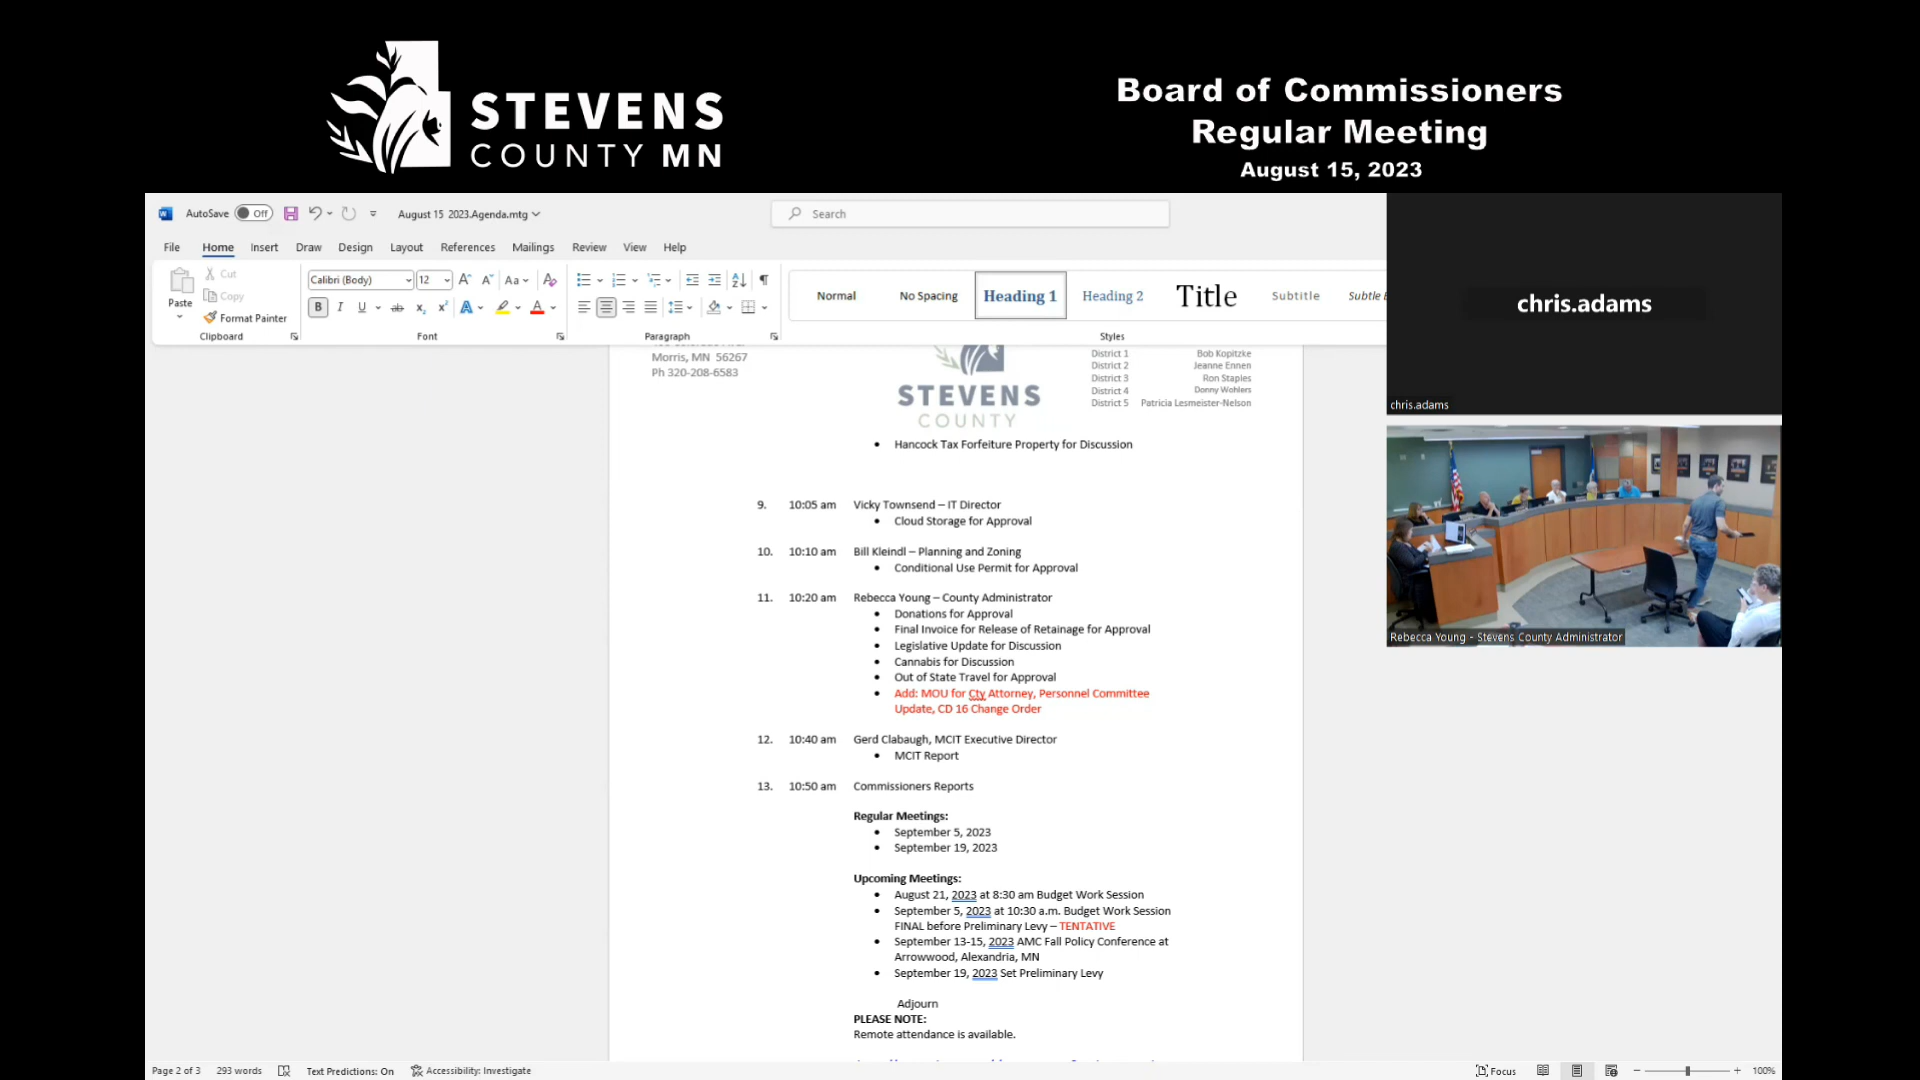 STEVENS
COUNTY MN
Board of Commissioners
Regular Meeting
August 15, 2023
AutoSave Off
August 15 2023.Agenda.mtg
Search
File Home Insert Draw Design Layout References Mailings Review View Help
Paste
Cut
Copy
Format Painter
Clipboard
Calibri (Body) 12
Font
Paragraph
Normal No Spacing Heading 1 Heading 2 Title Subtitle Subtle
Styles
Morris, MN 56267
Ph 320-208-6583
STEVENS
COUNTY
District 1 Bob Kopitzke
District 2 Jeanne Ennen
District 3 Ron Staples
District 4 Donny Wohlers
District 5 Patricia Lesmeister-Nelson
• Hancock Tax Forfeiture Property for Discussion
9. 10:05 am Vicky Townsend – IT Director
• Cloud Storage for Approval
10. 10:10 am Bill Kleindl – Planning and Zoning
• Conditional Use Permit for Approval
11. 10:20 am Rebecca Young – County Administrator
• Donations for Approval
• Final Invoice for Release of Retainage for Approval
• Legislative Update for Discussion
• Cannabis for Discussion
• Out of State Travel for Approval
• Add: MOU for Cty Attorney, Personnel Committee
Update, CD 16 Change Order
12. 10:40 am Gerd Clabaugh, MCIT Executive Director
• MCIT Report
13. 10:50 am Commissioners Reports
Regular Meetings:
• September 5, 2023
• September 19, 2023
Upcoming Meetings:
• August 21, 2023 at 8:30 am Budget Work Session
• September 5, 2023 at 10:30 a.m. Budget Work Session
FINAL before Preliminary Levy – TENTATIVE
• September 13-15, 2023 AMC Fall Policy Conference at
Arrowwood, Alexandria, MN
• September 19, 2023 Set Preliminary Levy
Adjourn
PLEASE NOTE:
Remote attendance is available.
Page 2 of 3 293 words Text Predictions: On Accessibility: Investigate
Focus 100%
chris.adams
chris.adams
Rebecca Young - Stevens County Administrator